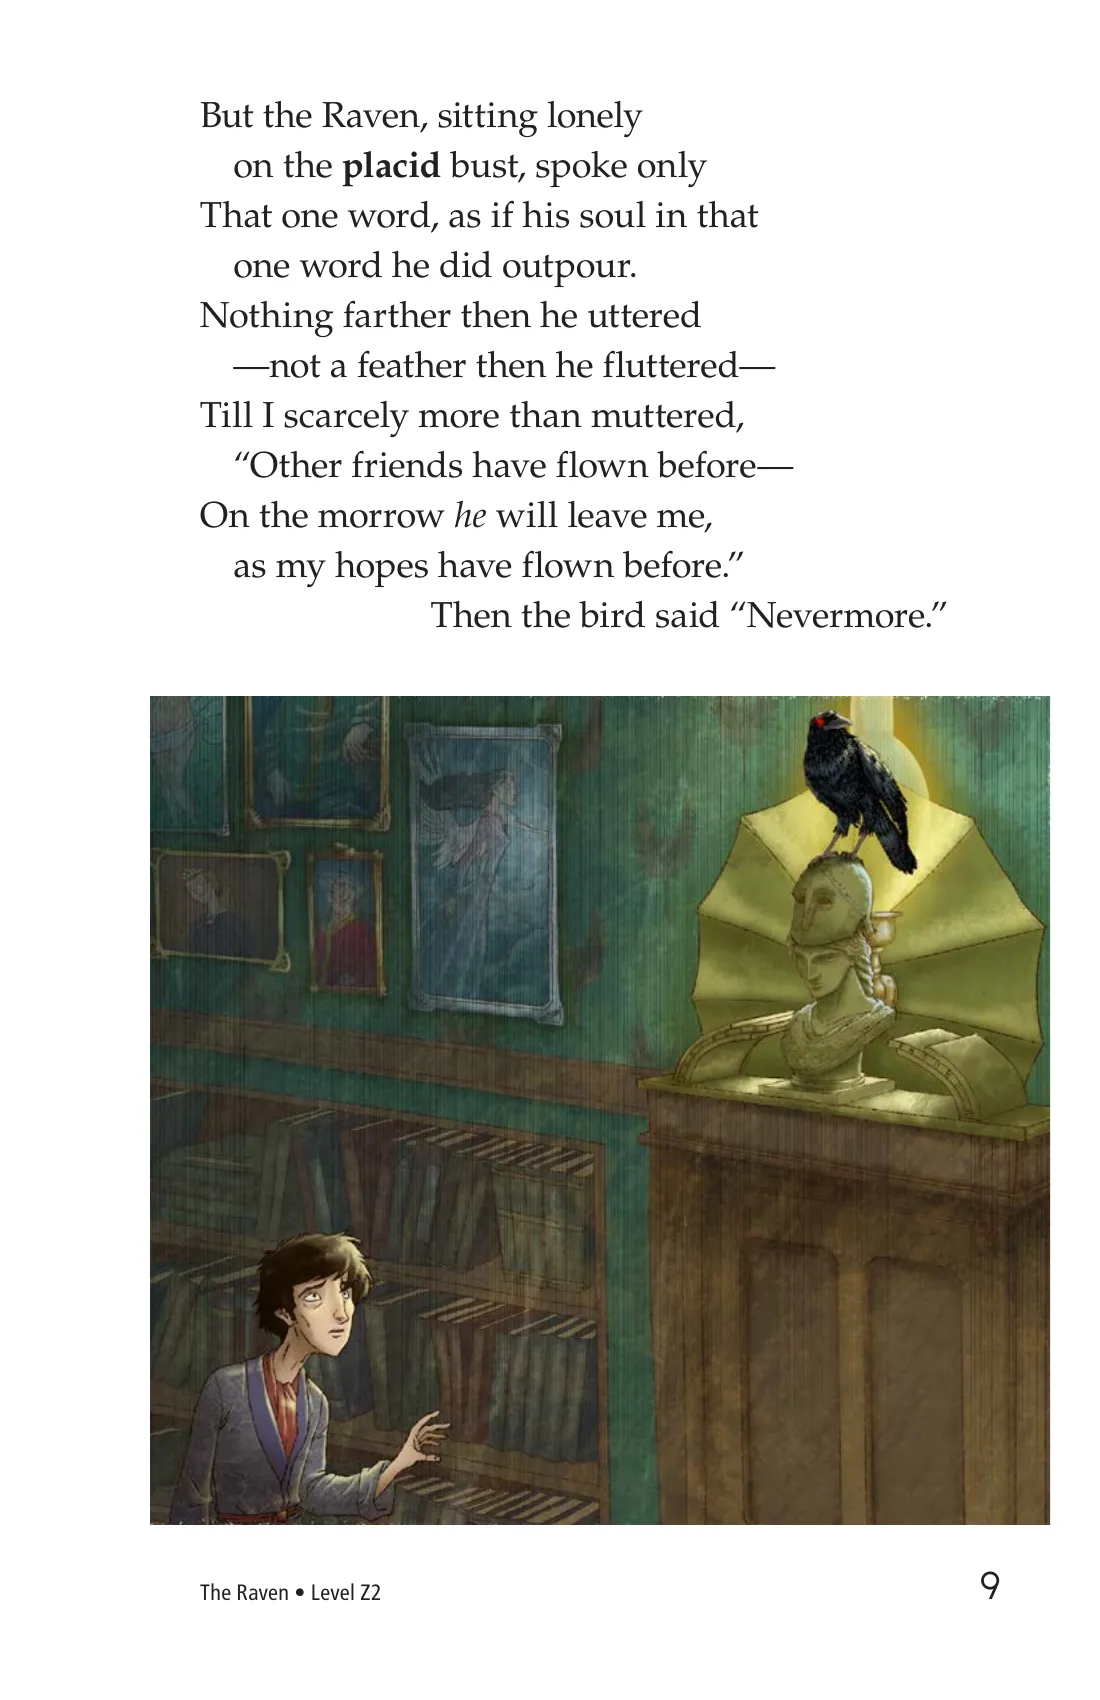 But the Raven, sitting lonely
on the placid bust, spoke only
That one word, as if his soul in that
one word he did outpour.
Nothing farther then he uttered
—not a feather then he fluttered—
Till I scarcely more than muttered,
“Other friends have flown before—
On the morrow he will leave me,
as my hopes have flown before.”
Then the bird said “Nevermore.”
The Raven • Level Z2
9